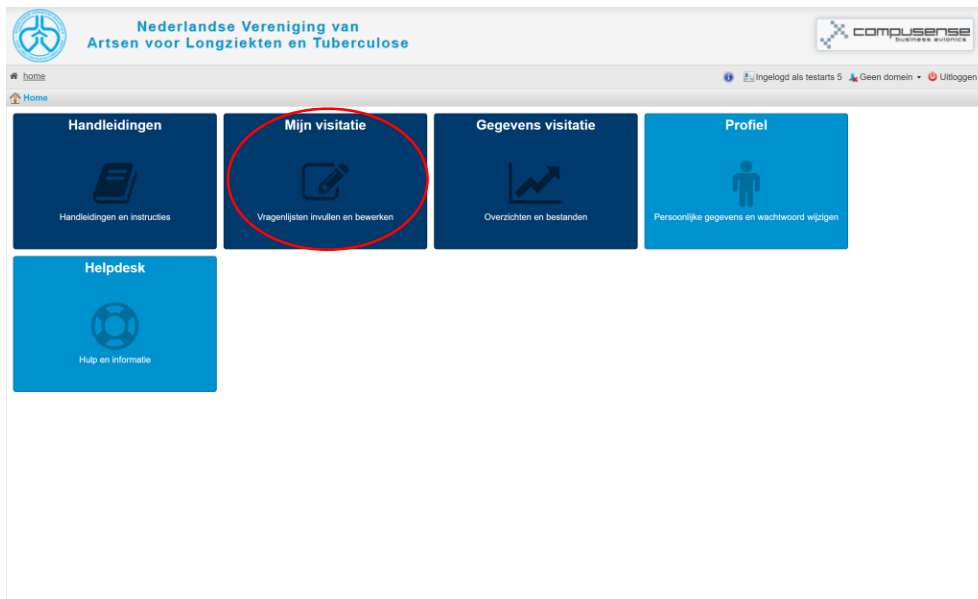 Nederlandse Vereniging van
Artsen voor Longziekten en Tuberculose
compusense
business avionics
home
Ingelogd als testarts 5 Geen domein Uitloggen
Home
Handleidingen
Handleidingen en instructies
Mijn visitatie
Vragenlijsten invullen en bewerken
Gegevens visitatie
Overzichten en bestanden
Profiel
Persoonlijke gegevens en wachtwoord wijzigen
Helpdesk
Hulp en informatie